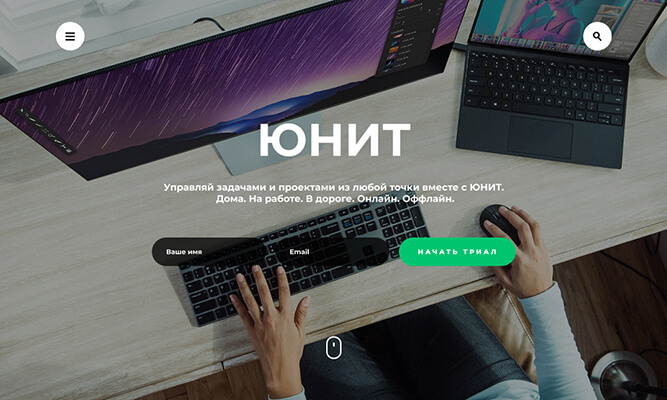 ЮНИТ
Управляй задачами и проектами из любой точки вместе с ЮНИТ.
Дома. На работе. В дороге. Онлайн. Оффлайн.
Ваше имя
Email
НАЧАТЬ ТРИАЛ